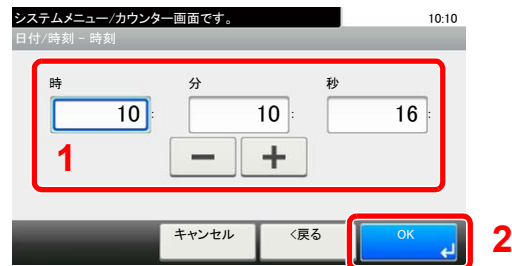 システムメニュー/カウンター画面です。 10:10
日付/時刻 - 時刻
時 分 秒
10 : 10 : 16 :
1
－ ＋
キャンセル <戻る OK
2